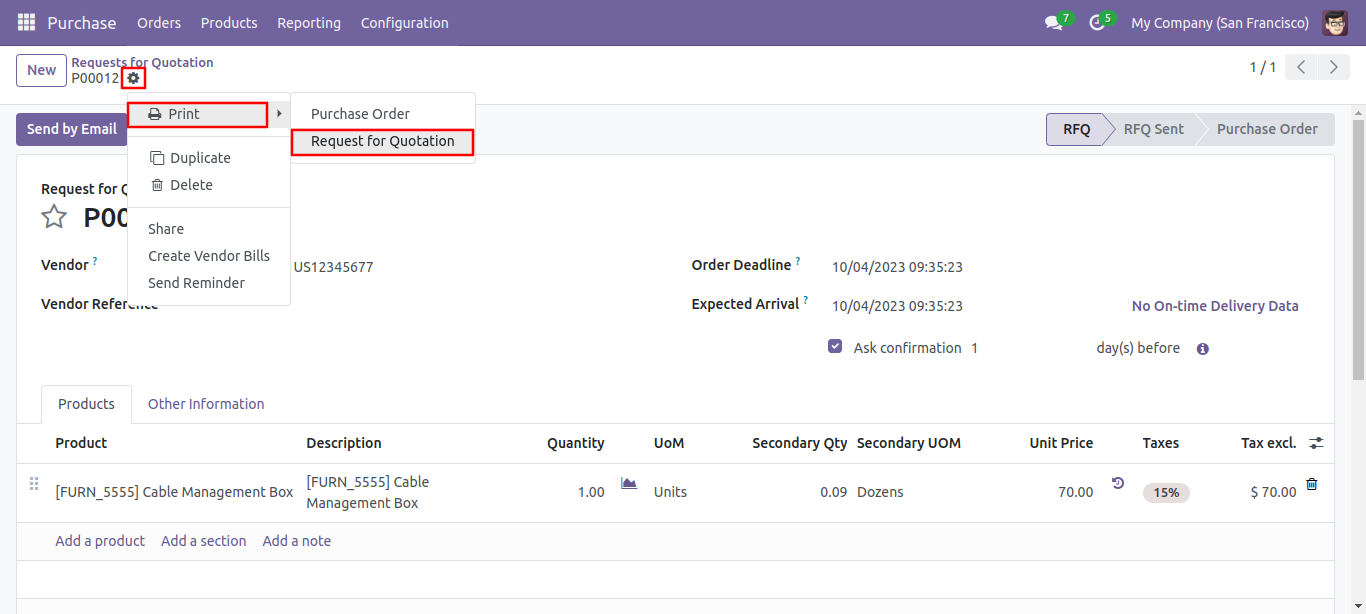 Purchase Orders Products Reporting Configuration 7 5 My Company (San Francisco)
New Requests for Quotation
P00012 1 / 1
Print Purchase Order
Request for Quotation
Send by Email RFQ RFQ Sent Purchase Order
Duplicate
Delete
Request for Q
P00
Share
Create Vendor Bills
Send Reminder
Vendor ? US12345677 Order Deadline ? 10/04/2023 09:35:23
Vendor Reference Expected Arrival ? 10/04/2023 09:35:23 No On-time Delivery Data
Ask confirmation 1 day(s) before
Products Other Information
Product Description Quantity UoM Secondary Qty Secondary UOM Unit Price Taxes Tax excl.
[FURN_5555] Cable Management Box [FURN_5555] Cable 1.00 Units 0.09 Dozens 70.00 15% $ 70.00
Management Box
Add a product Add a section Add a note